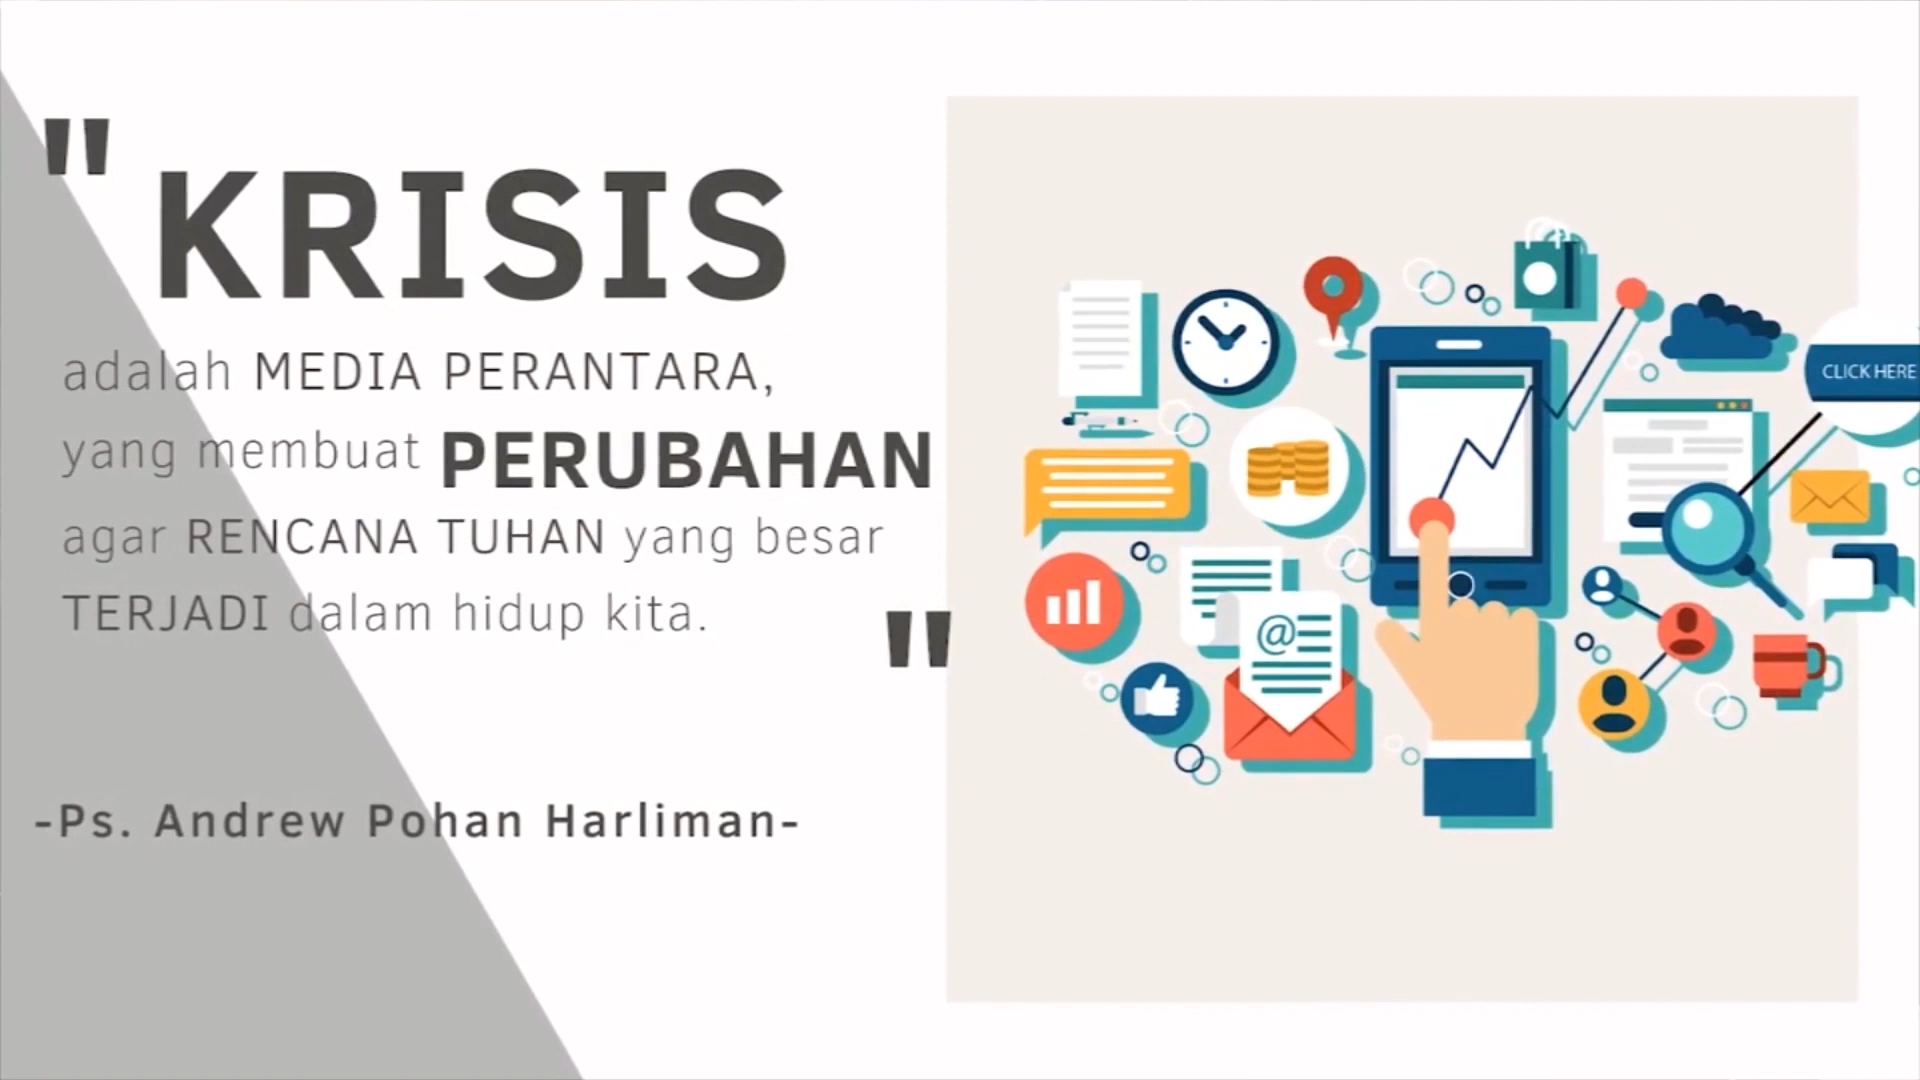 "KRISIS
adalah MEDIA PERANTARA,
yang membuat PERUBAHAN
agar RENCANA TUHAN yang besar
TERJADI dalam hidup kita."
-Ps. Andrew Pohan Harliman-
CLICK HERE
@